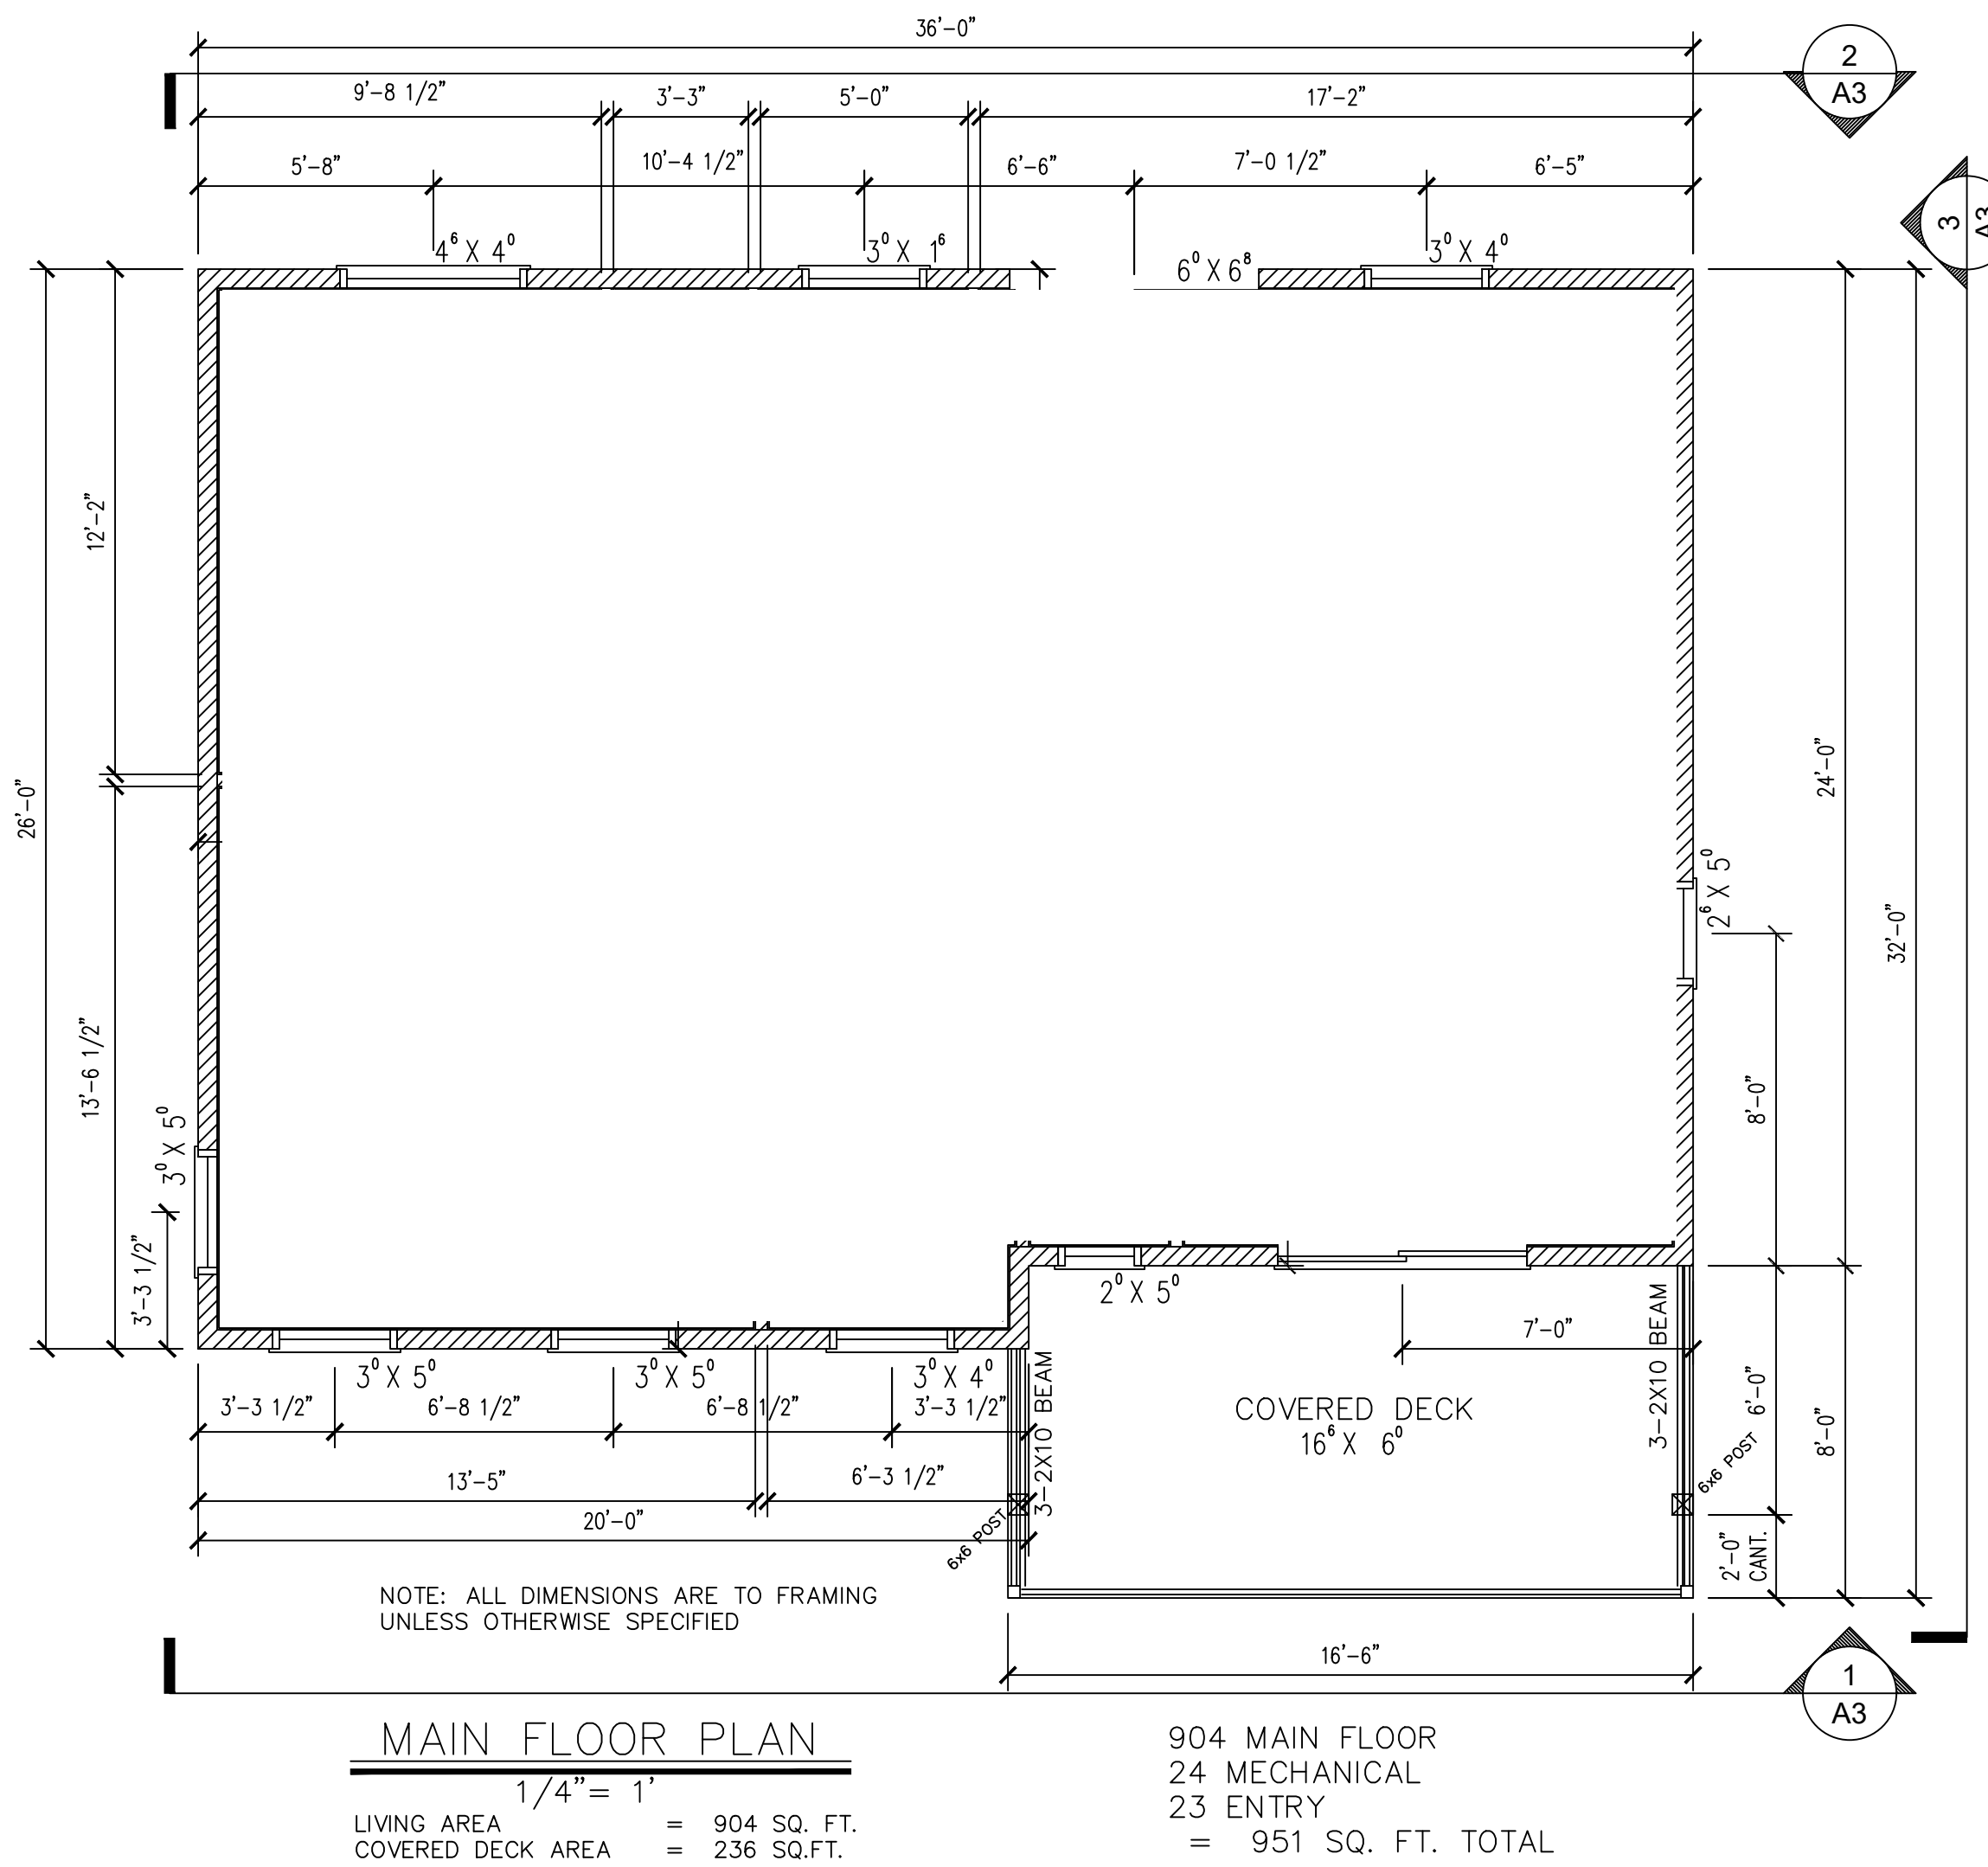 36'-0"
2
A3
9'-8 1/2"
3'-3"
5'-0"
17'-2"
5'-8"
10'-4 1/2"
6'-6"
7'-0 1/2"
6'-5"
3
A3
4⁶ X 4⁰
3⁰ X 1⁶
6⁰ X 6⁸
3⁰ X 4⁰
12'-2"
26'-0"
13'-6 1/2"
3⁰ X 5⁰
3'-3 1/2"
24'-0"
32'-0"
2⁶ X 5⁰
8'-0"
2⁰ X 5⁰
7'-0"
3-2X10 BEAM
3-2X10 BEAM
COVERED DECK
16⁶ X 6⁰
6'-0"
8'-0"
6x6 POST
6x6 POST
2'-0"
CANT.
3⁰ X 5⁰
3⁰ X 5⁰
3⁰ X 4⁰
3'-3 1/2"
6'-8 1/2"
6'-8 1/2"
3'-3 1/2"
13'-5"
6'-3 1/2"
20'-0"
NOTE: ALL DIMENSIONS ARE TO FRAMING
UNLESS OTHERWISE SPECIFIED
16'-6"
1
A3
MAIN FLOOR PLAN
1/4"= 1'
LIVING AREA = 904 SQ. FT.
COVERED DECK AREA = 236 SQ.FT.
904 MAIN FLOOR
24 MECHANICAL
23 ENTRY
= 951 SQ. FT. TOTAL